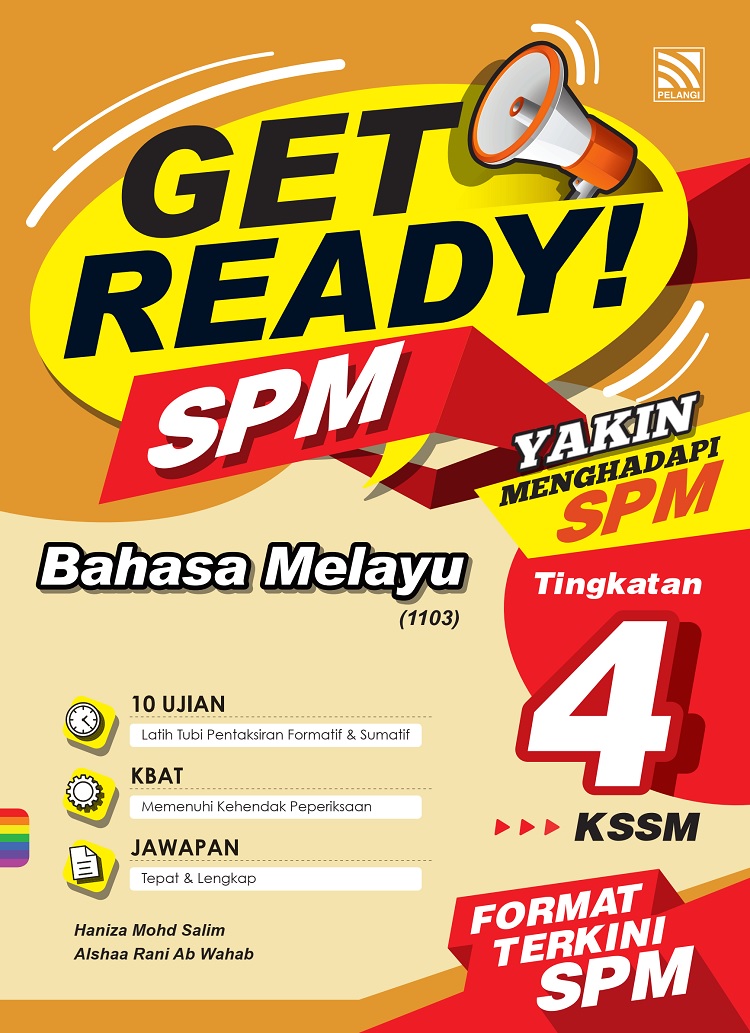 PELANGI
GET
READY!
SPM
YAKIN
MENGHADAPI
SPM
Bahasa Melayu
(1103)
Tingkatan
4
KSSM
10 UJIAN
Latih Tubi Pentaksiran Formatif & Sumatif
KBAT
Memenuhi Kehendak Peperiksaan
JAWAPAN
Tepat & Lengkap
Haniza Mohd Salim
Alshaa Rani Ab Wahab
FORMAT
TERKINI
SPM